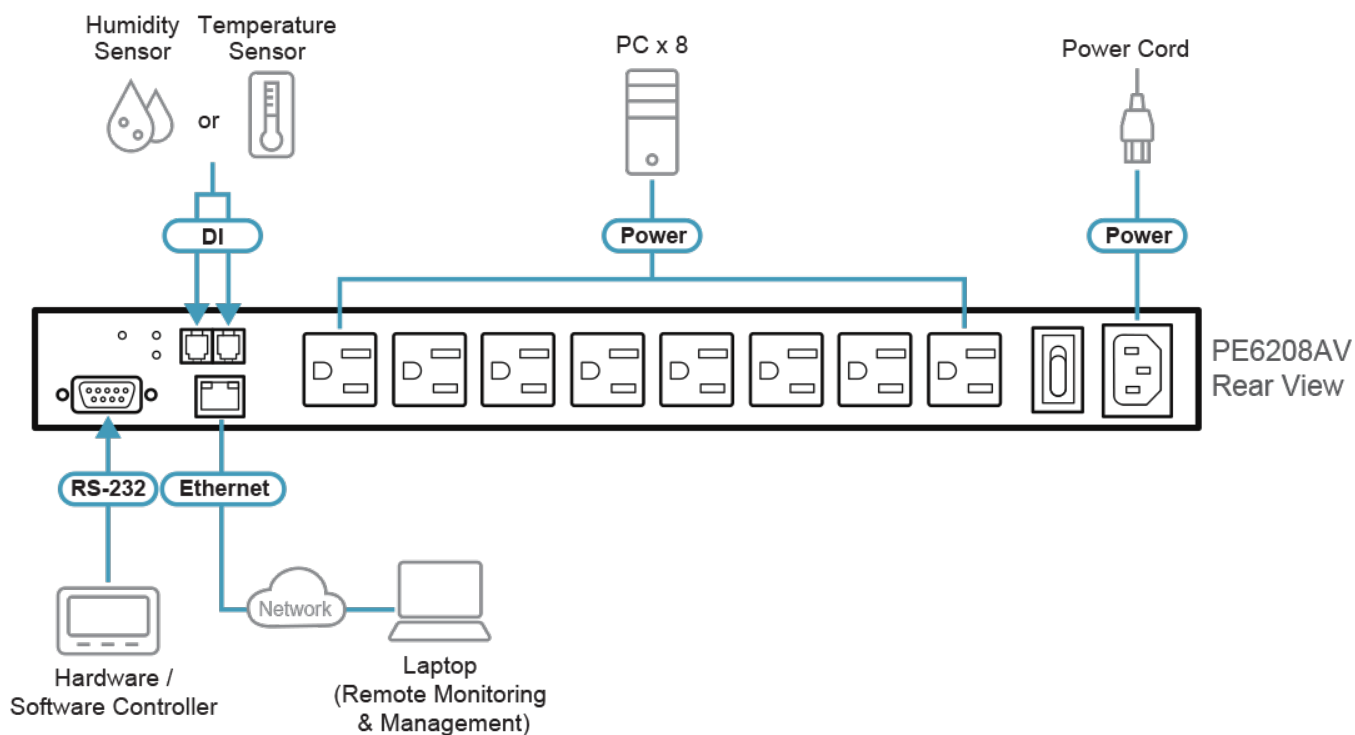 Humidity
Sensor
Temperature
Sensor
or
PC x 8
Power Cord
DI
Power
Power
PE6208AV
Rear View
RS-232
Ethernet
Network
Hardware /
Software Controller
Laptop
(Remote Monitoring
& Management)